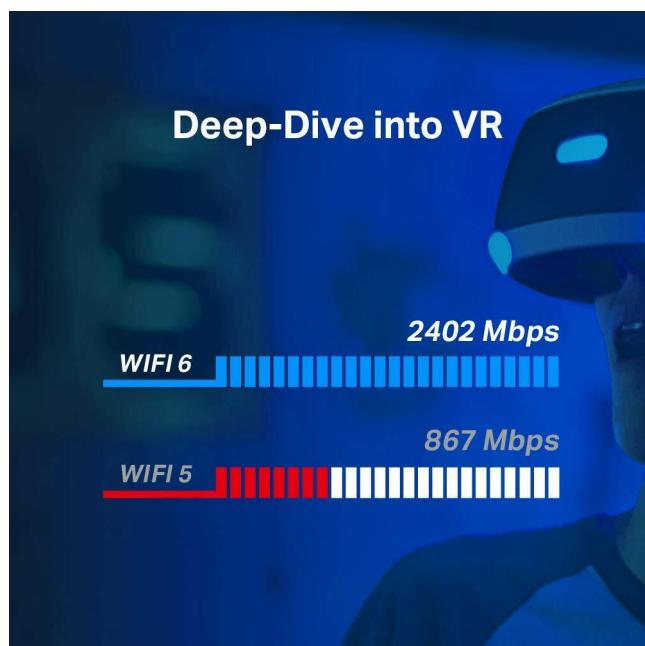 Deep-Dive into VR
2402 Mbps
WIFI 6
867 Mbps
WIFI 5